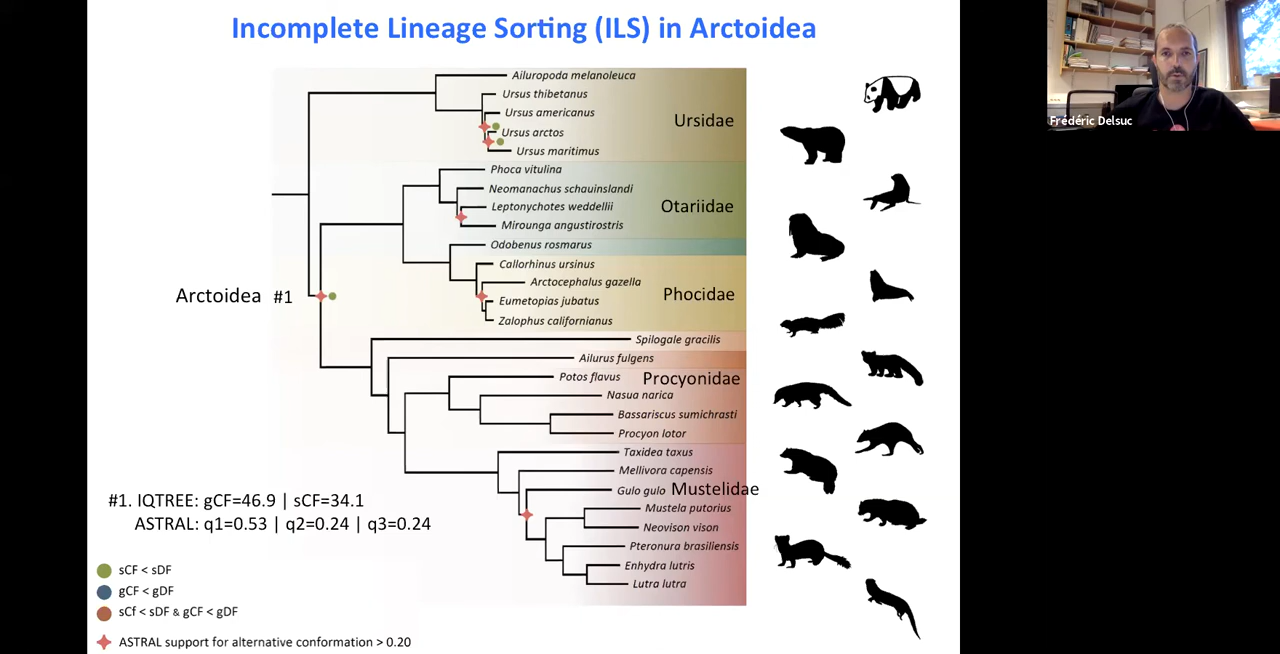 Incomplete Lineage Sorting (ILS) in Arctoidea
Frédéric Delsuc
Ailuropoda melanoleuca
Ursus thibetanus
Ursus americanus
Ursus arctos
Ursus maritimus
Ursidae
Phoca vitulina
Neomanachus schauinslandi
Leptonychotes weddellii
Mirounga angustirostris
Otariidae
Odobenus rosmarus
Callorhinus ursinus
Arctocephalus gazella
Eumetopias jubatus
Zalophus californianus
Phocidae
Arctoidea #1
Spilogale gracilis
Ailurus fulgens
Potos flavus
Procyonidae
Nasua narica
Bassariscus sumichrasti
Procyon lotor
Taxidea taxus
Mellivora capensis
Gulo gulo
Mustelidae
Mustela putorius
Neovison vison
Pteronura brasiliensis
Enhydra lutris
Lutra lutra
#1. IQTREE: gCF=46.9 | sCF=34.1
ASTRAL: q1=0.53 | q2=0.24 | q3=0.24
sCF < sDF
gCF < gDF
sCf < sDF & gCF < gDF
ASTRAL support for alternative conformation > 0.20